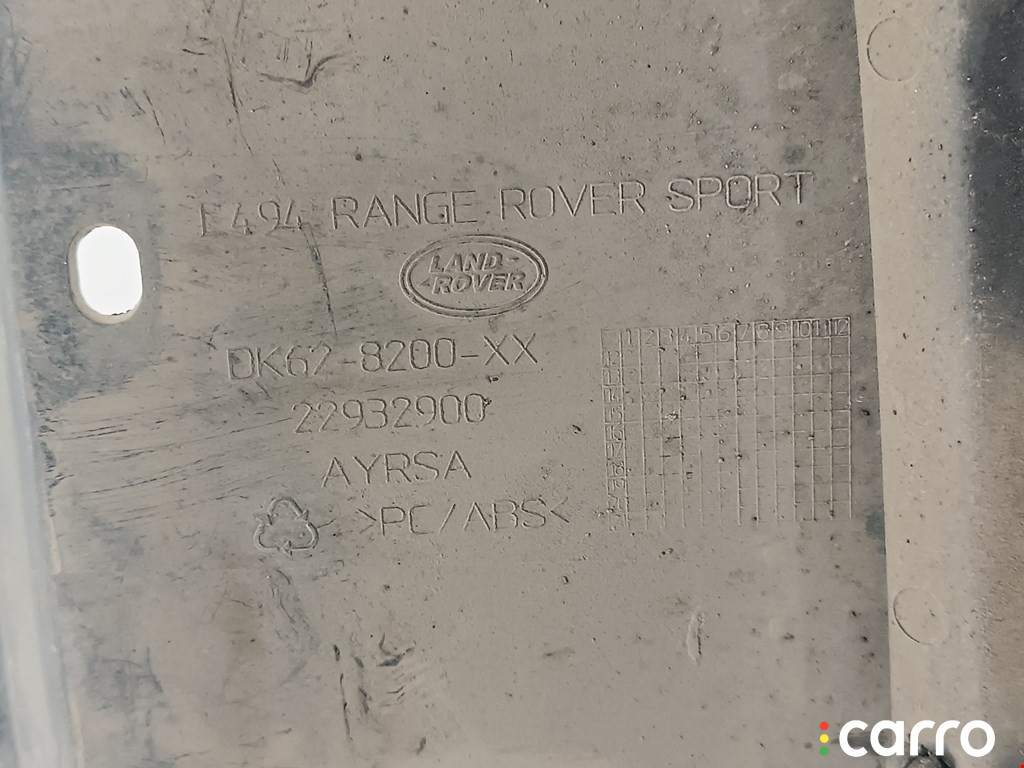 L494 RANGE ROVER SPORT
LAND-
ROVER
DK62-8200-XX
22932900
AYRSA
>PC/ABS<
1 2 3 4 5 6 7 8 9 10 11 12
carro